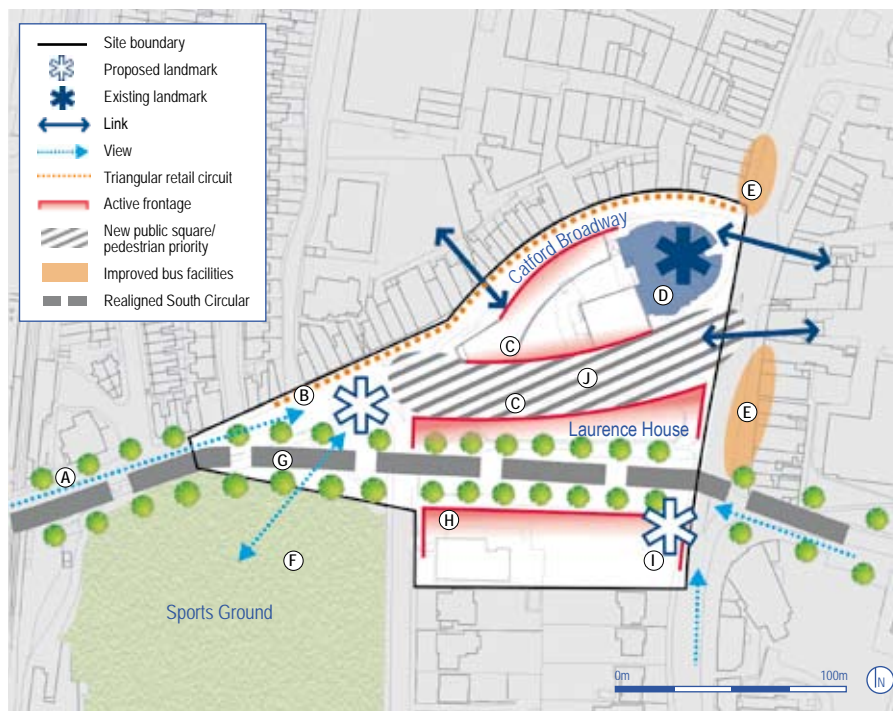 Site boundary
Proposed landmark
Existing landmark
Link
View
Triangular retail circuit
Active frontage
New public square/
pedestrian priority
Improved bus facilities
Realigned South Circular
E
Catford Broadway
D
C
J
B
C
E
Laurence House
A
G
H
I
F
Sports Ground
0m
100m
N